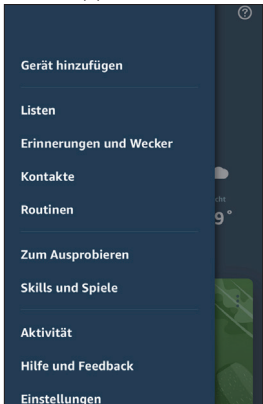 Gerät hinzufügen
Listen
Erinnerungen und Wecker
Kontakte
Routinen
Zum Ausprobieren
Skills und Spiele
Aktivität
Hilfe und Feedback
Einstellungen